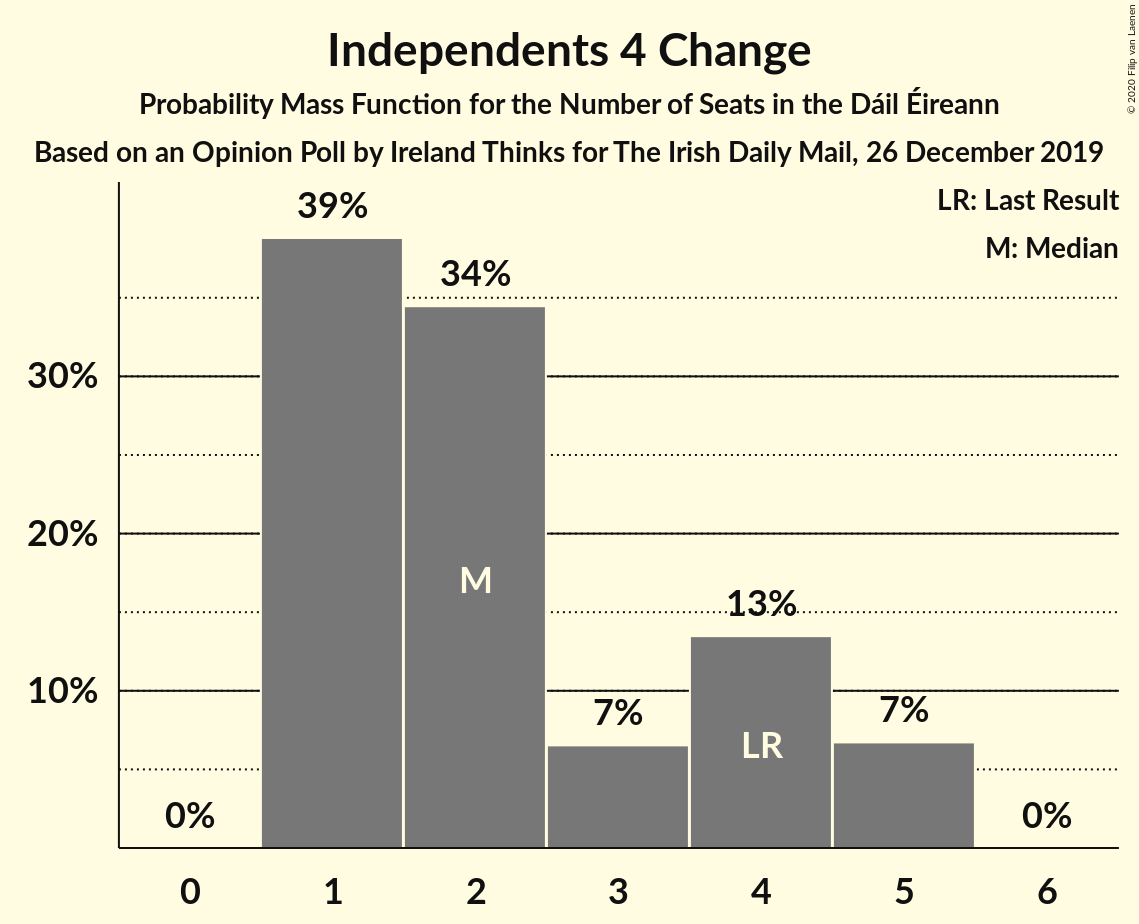 Independents 4 Change
Probability Mass Function for the Number of Seats in the Dáil Éireann
Based on an Opinion Poll by Ireland Thinks for The Irish Daily Mail, 26 December 2019
© 2020 Filip van Laenen
LR: Last Result
M: Median
39%
34%
30%
20%
M
13%
10%
7%
7%
LR
0%
0%
0 1 2 3 4 5 6